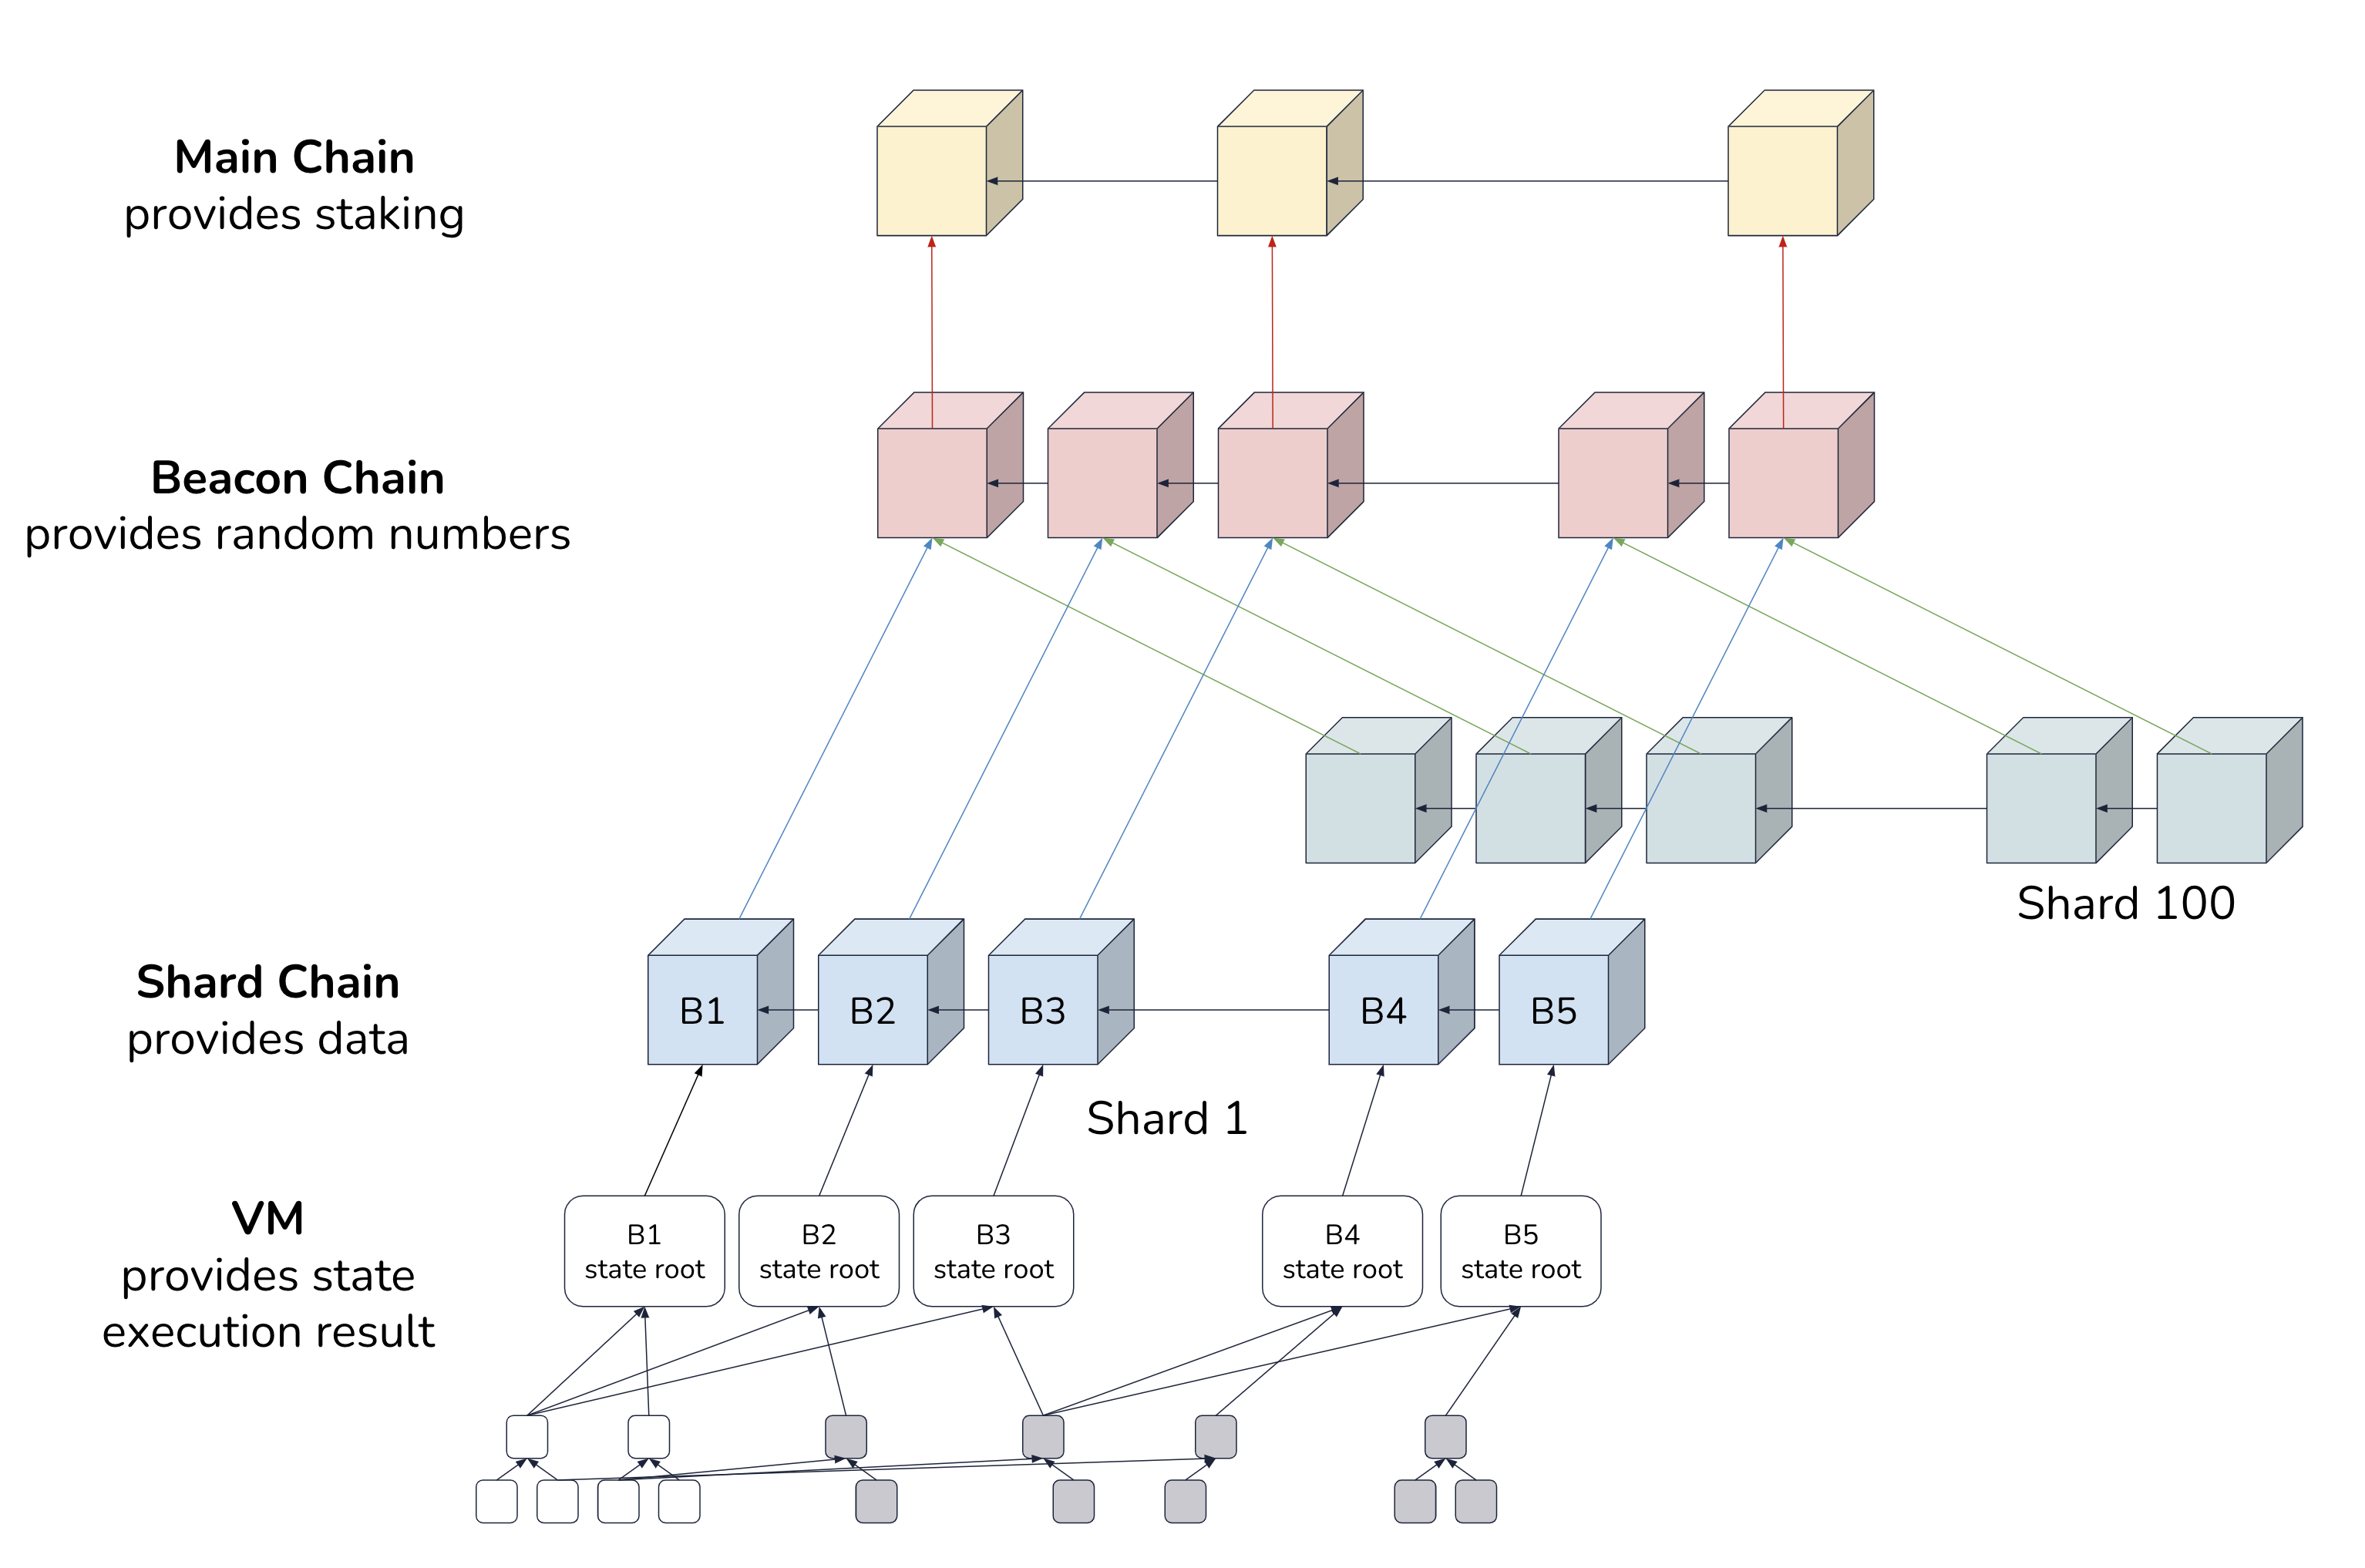 Main Chain
provides staking
Beacon Chain
provides random numbers
Shard 100
Shard Chain
provides data
B1
B2
B3
B4
B5
Shard 1
VM
provides state
execution result
B1
state root
B2
state root
B3
state root
B4
state root
B5
state root